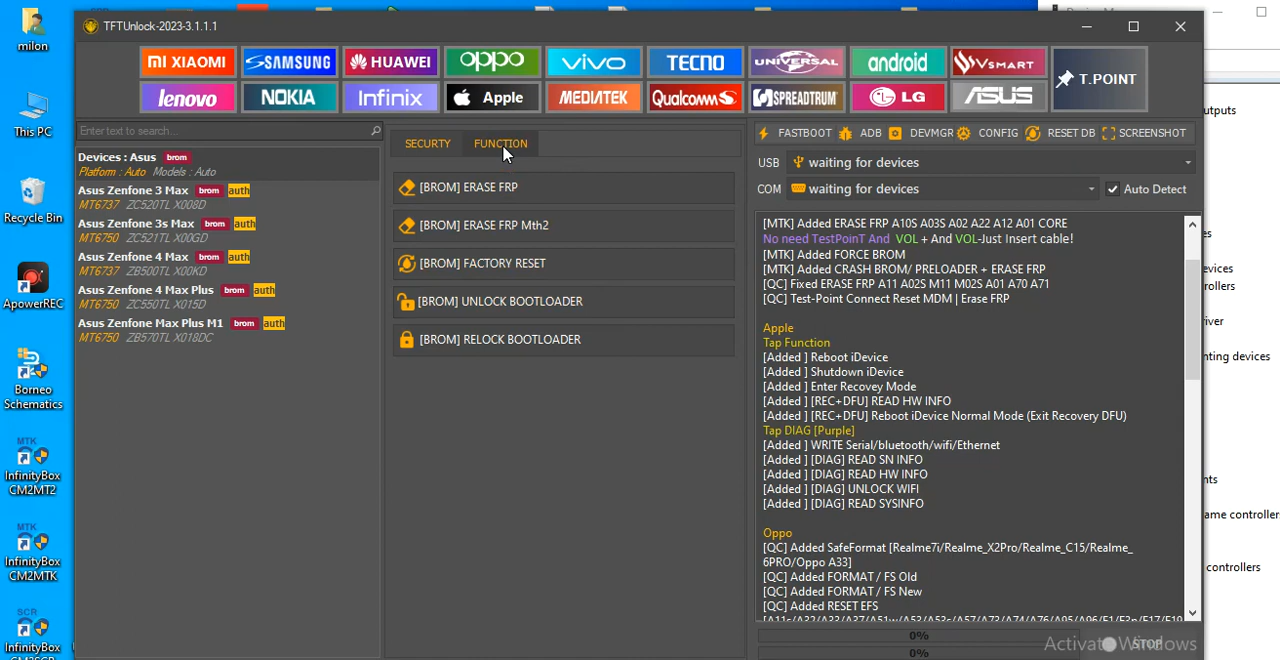 milon
This PC
Recycle Bin
ApowerREC
Borneo
Schematics
MTK
InfinityBox
CM2MT2
MTK
InfinityBox
CM2MTK
SCR
InfinityBox
TFTUnlock-2023-3.1.1.1
MI XIAOMI
SAMSUNG
HUAWEI
oppo
vivo
TECNO
UNIVERSAL
android
VSMART
T.POINT
lenovo
NOKIA
Infinix
Apple
MEDIATEK
Qualcomm
SPREADTRUM
LG
ASUS
Enter text to search...
Devices : Asus brom
Platform : Auto Models : Auto
Asus Zenfone 3 Max brom auth
MT6737 ZC520TL X008D
Asus Zenfone 3s Max brom auth
MT6750 ZC521TL X00GD
Asus Zenfone 4 Max brom auth
MT6737 ZB500TL X00KD
Asus Zenfone 4 Max Plus brom auth
MT6750 ZC550TL X015D
Asus Zenfone Max Plus M1 brom auth
MT6750 ZB570TL X018DC
SECURTY FUNCTION
[BROM] ERASE FRP
[BROM] ERASE FRP Mth2
[BROM] FACTORY RESET
[BROM] UNLOCK BOOTLOADER
[BROM] RELOCK BOOTLOADER
FASTBOOT ADB DEVMGR CONFIG RESET DB SCREENSHOT
USB waiting for devices
COM waiting for devices Auto Detect
[MTK] Added ERASE FRP A10S A03S A02 A22 A12 A01 CORE
No need TestPoinT And VOL + And VOL-Just Insert cable!
[MTK] Added FORCE BROM
[MTK] Added CRASH BROM/ PRELOADER + ERASE FRP
[QC] Fixed ERASE FRP A11 A02S M11 M02S A01 A70 A71
[QC] Test-Point Connect Reset MDM | Erase FRP
Apple
Tap Function
[Added ] Reboot iDevice
[Added ] Shutdown iDevice
[Added ] Enter Recovey Mode
[Added ] [REC+DFU] READ HW INFO
[Added ] [REC+DFU] Reboot iDevice Normal Mode (Exit Recovery DFU)
Tap DIAG [Purple]
[Added ] WRITE Serial/bluetooth/wifi/Ethernet
[Added ] [DIAG] READ SN INFO
[Added ] [DIAG] READ HW INFO
[Added ] [DIAG] UNLOCK WIFI
[Added ] [DIAG] READ SYSINFO
Oppo
[QC] Added SafeFormat [Realme7i/Realme_X2Pro/Realme_C15/Realme_
6PRO/Oppo A33]
[QC] Added FORMAT / FS Old
[QC] Added FORMAT / FS New
[QC] Added RESET EFS
0%
0%
STOP
Activate Windows
utputs
es
evices
ollers
iver
nting devices
nts
ame controllers
controllers